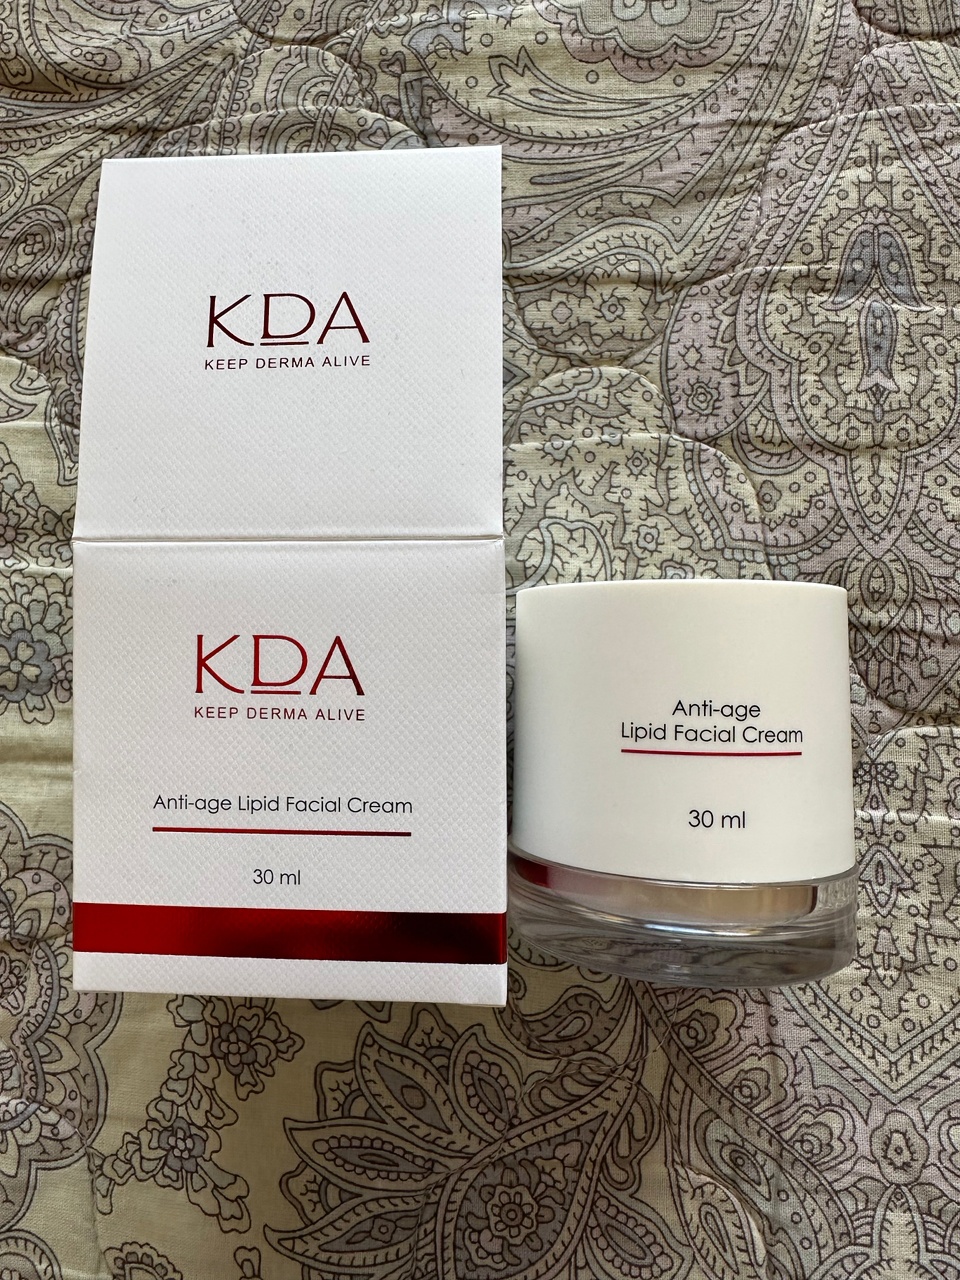 KDA
KEEP DERMA ALIVE
KDA
KEEP DERMA ALIVE
Anti-age Lipid Facial Cream
30 ml
Anti-age
Lipid Facial Cream
30 ml